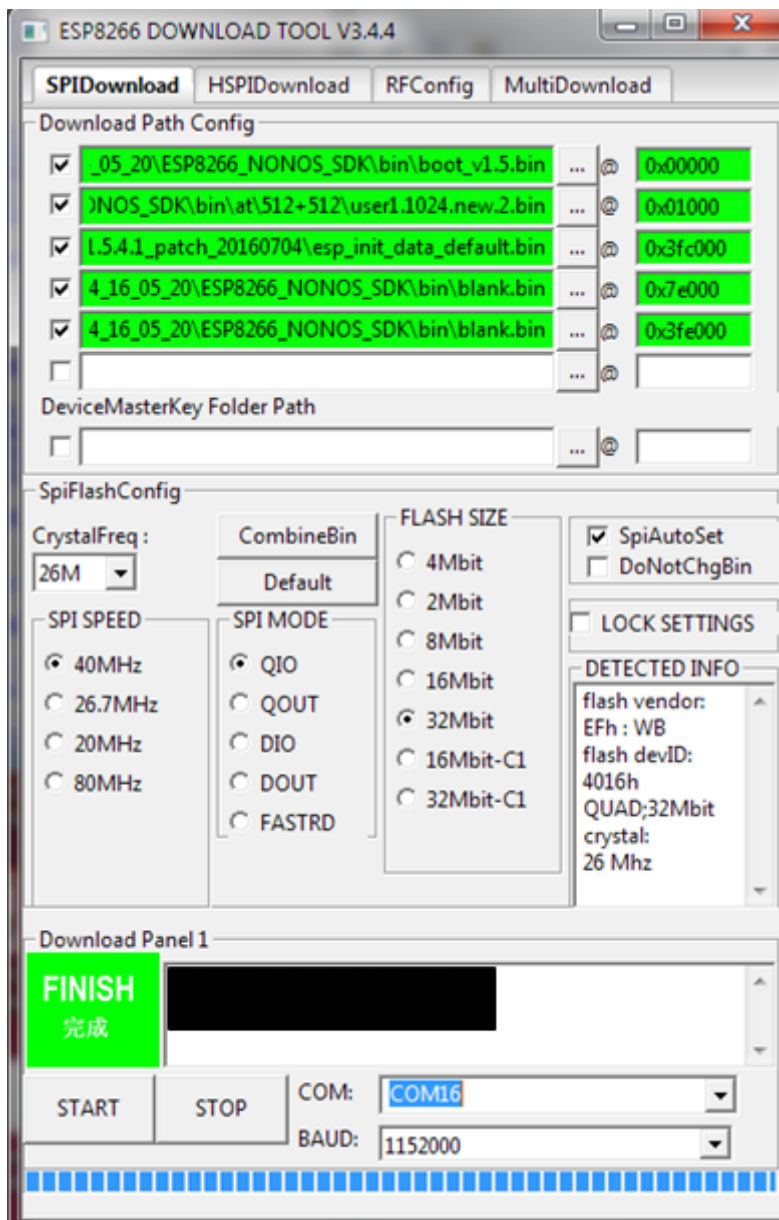 ESP8266 DOWNLOAD TOOL V3.4.4
SPIDownload HSPIDownload RFConfig MultiDownload
Download Path Config
_05_20\ESP8266_NONOS_SDK\bin\boot_v1.5.bin ... @ 0x00000
ONOS_SDK\bin\at\512+512\user1.1024.new.2.bin ... @ 0x01000
1.5.4.1_patch_20160704\esp_init_data_default.bin ... @ 0x3fc000
4_16_05_20\ESP8266_NONOS_SDK\bin\blank.bin ... @ 0x7e000
4_16_05_20\ESP8266_NONOS_SDK\bin\blank.bin ... @ 0x3fe000
... @
DeviceMasterKey Folder Path
... @
SpiFlashConfig
CrystalFreq :
26M
CombineBin
Default
SPI SPEED
40MHz
26.7MHz
20MHz
80MHz
SPI MODE
QIO
QOUT
DIO
DOUT
FASTRD
FLASH SIZE
4Mbit
2Mbit
8Mbit
16Mbit
32Mbit
16Mbit-C1
32Mbit-C1
SpiAutoSet
DoNotChgBin
LOCK SETTINGS
DETECTED INFO
flash vendor:
EFh : WB
flash devID:
4016h
QUAD;32Mbit
crystal:
26 Mhz
Download Panel 1
FINISH
完成
START
STOP
COM: COM16
BAUD: 1152000